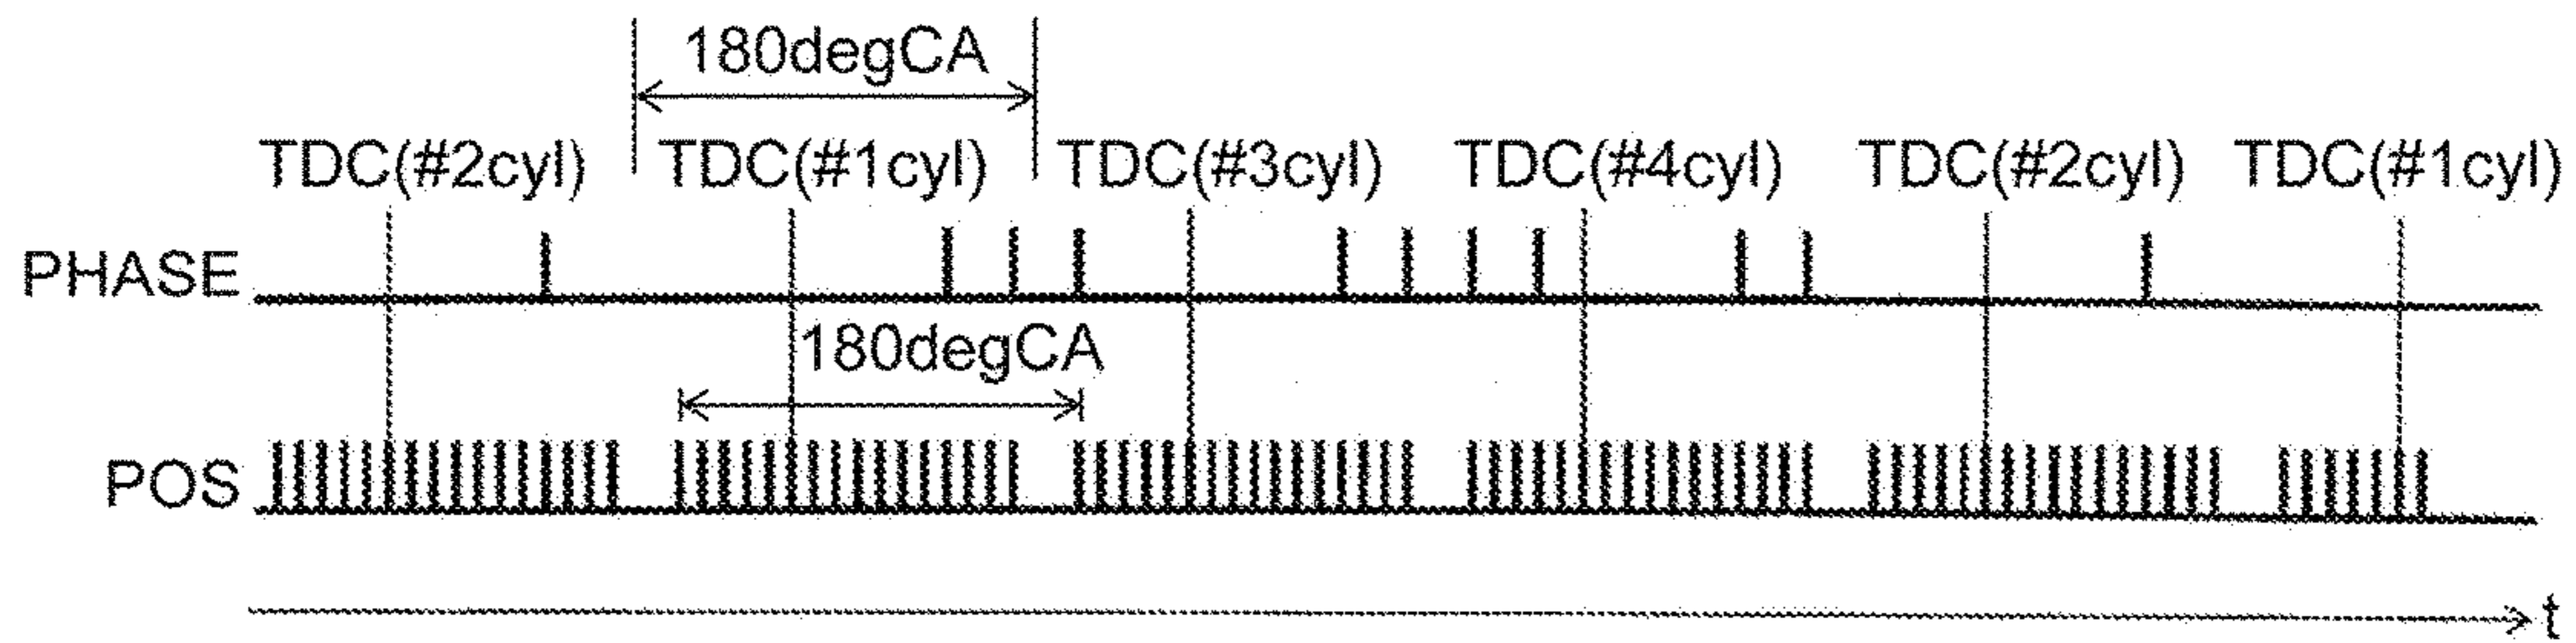 180degCA
TDC(#2cyl) TDC(#1cyl) TDC(#3cyl) TDC(#4cyl) TDC(#2cyl) TDC(#1cyl)
PHASE
180degCA
POS
t